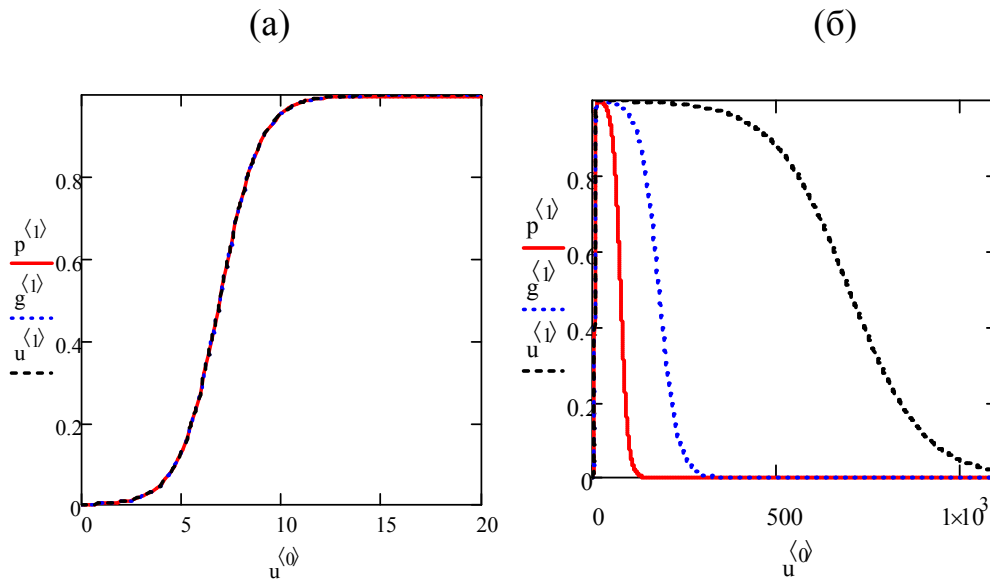 (а)
(б)
0.8
0.6
0.4
0.2
0
p⟨1⟩
g⟨1⟩
u⟨1⟩
0 5 10 15 20
u⟨0⟩
0.8
0.6
0.4
0.2
0
p⟨1⟩
g⟨1⟩
u⟨1⟩
0 500 1×10³
u⟨0⟩